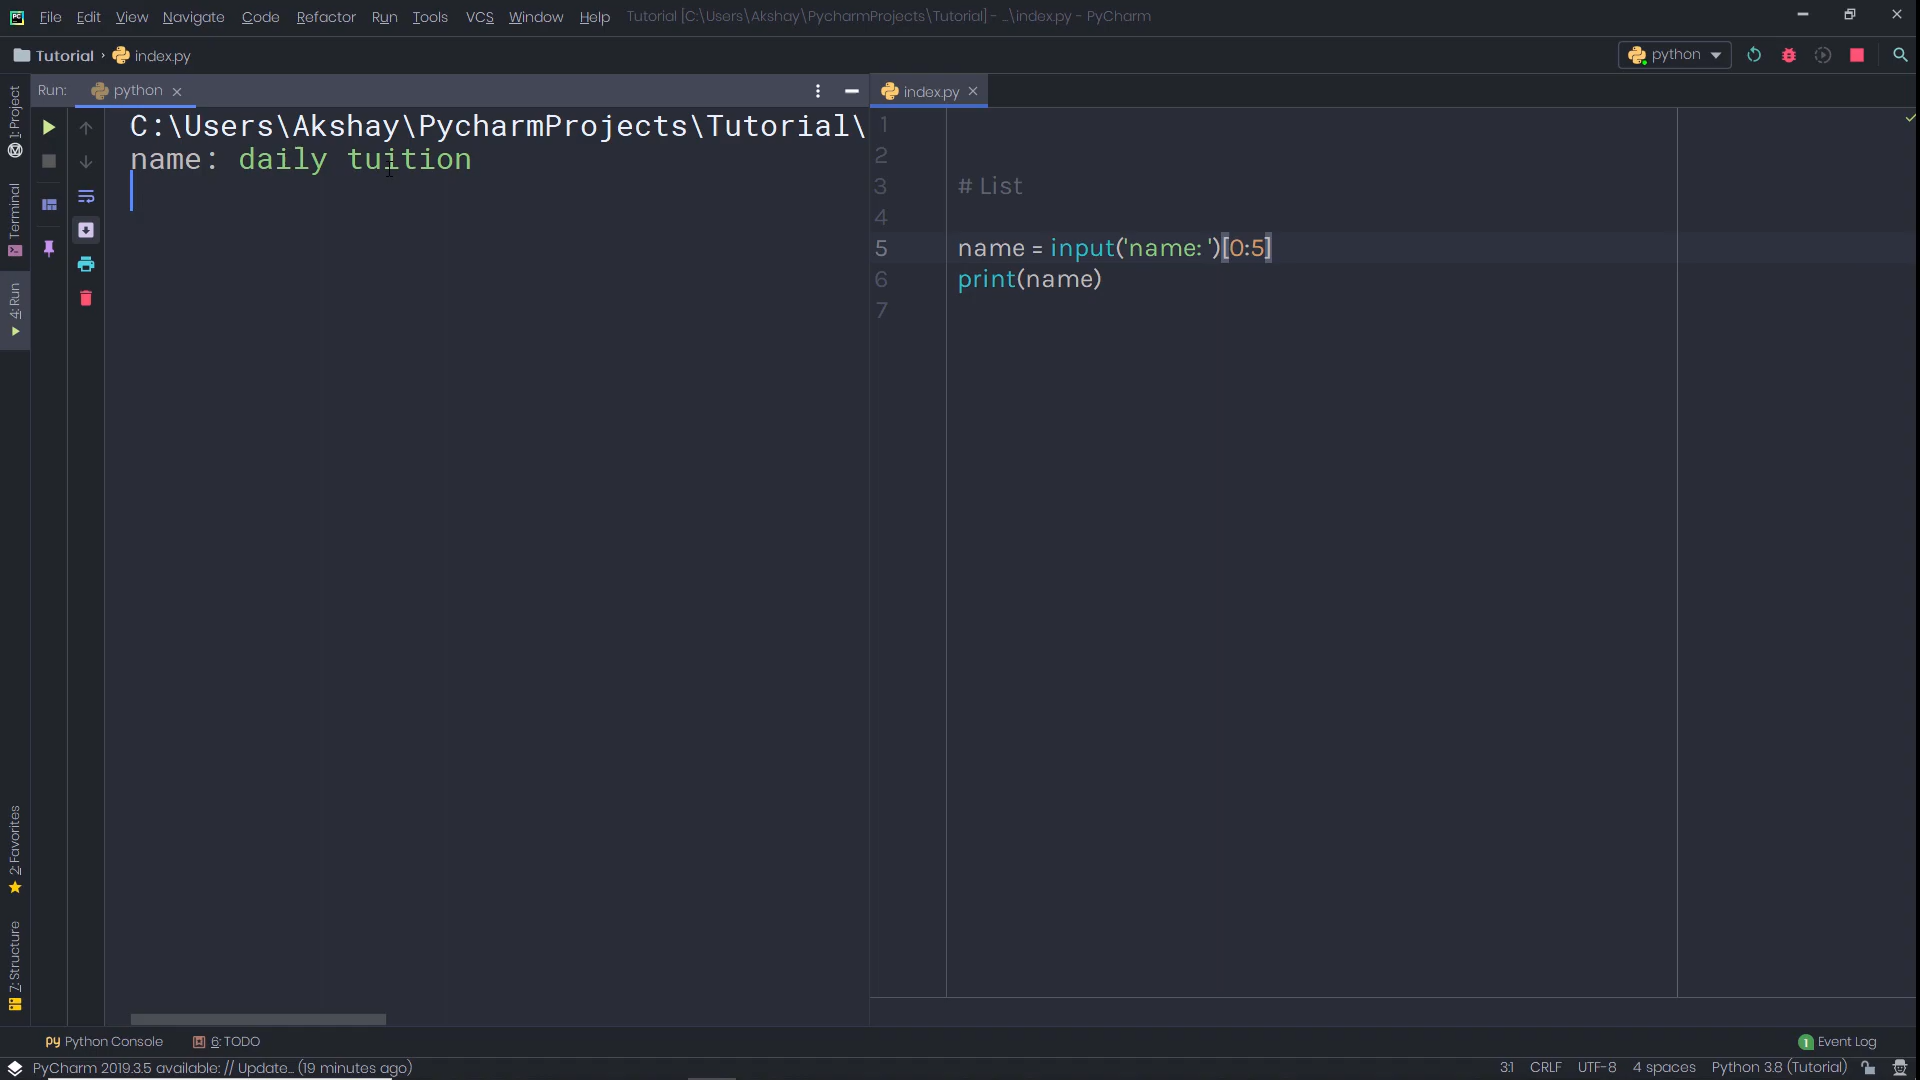 File Edit View Navigate Code Refactor Run Tools VCS Window Help Tutorial [C:\Users\Akshay\PycharmProjects\Tutorial] - ...\index.py - PyCharm
Tutorial › index.py
python
Run: python
index.py
C:\Users\Akshay\PycharmProjects\Tutorial\
name: daily tuition
1
2
3 # List
4
5 name = input('name: ')[0:5]
6 print(name)
7
1: Project
Terminal
4: Run
2: Favorites
7: Structure
Python Console 6: TODO
1 Event Log
PyCharm 2019.3.5 available: // Update... (19 minutes ago)
3:1 CRLF UTF-8 4 spaces Python 3.8 (Tutorial)